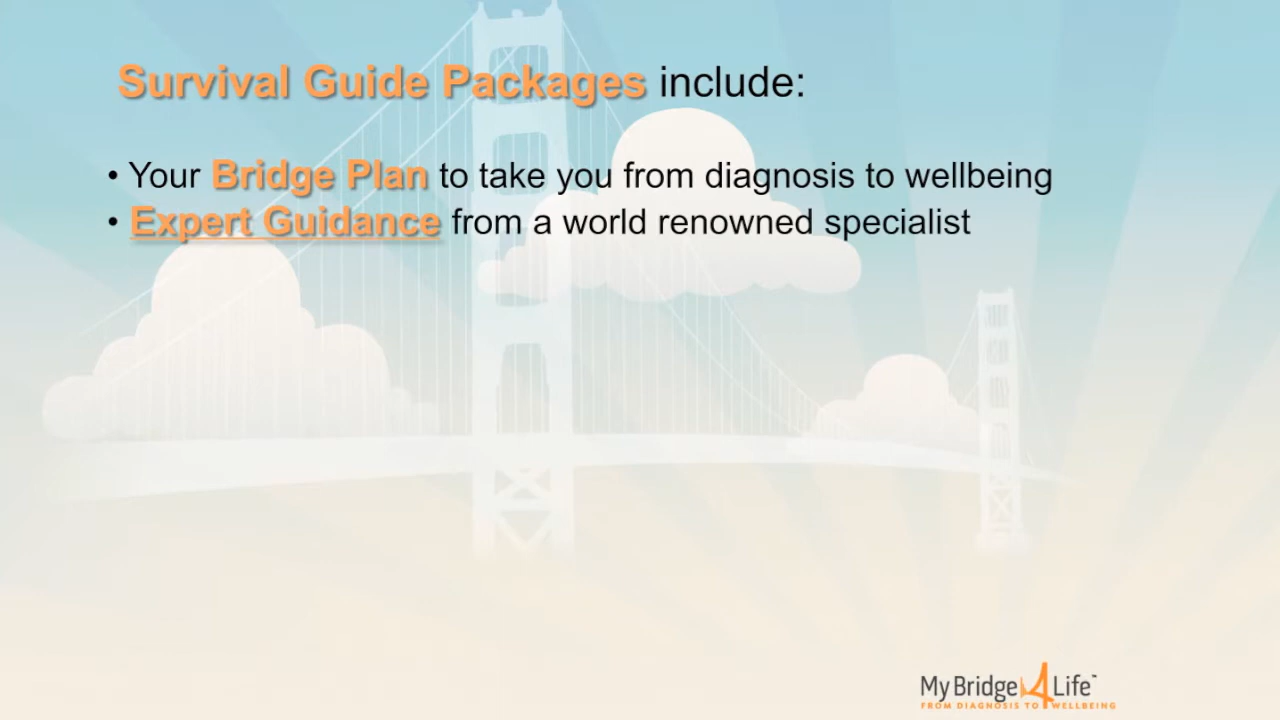 Survival Guide Packages include:
• Your Bridge Plan to take you from diagnosis to wellbeing
• Expert Guidance from a world renowned specialist
My Bridge 4 Life™
FROM DIAGNOSIS TO WELLBEING